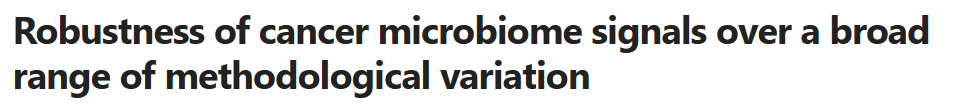 Robustness of cancer microbiome signals over a broad
range of methodological variation